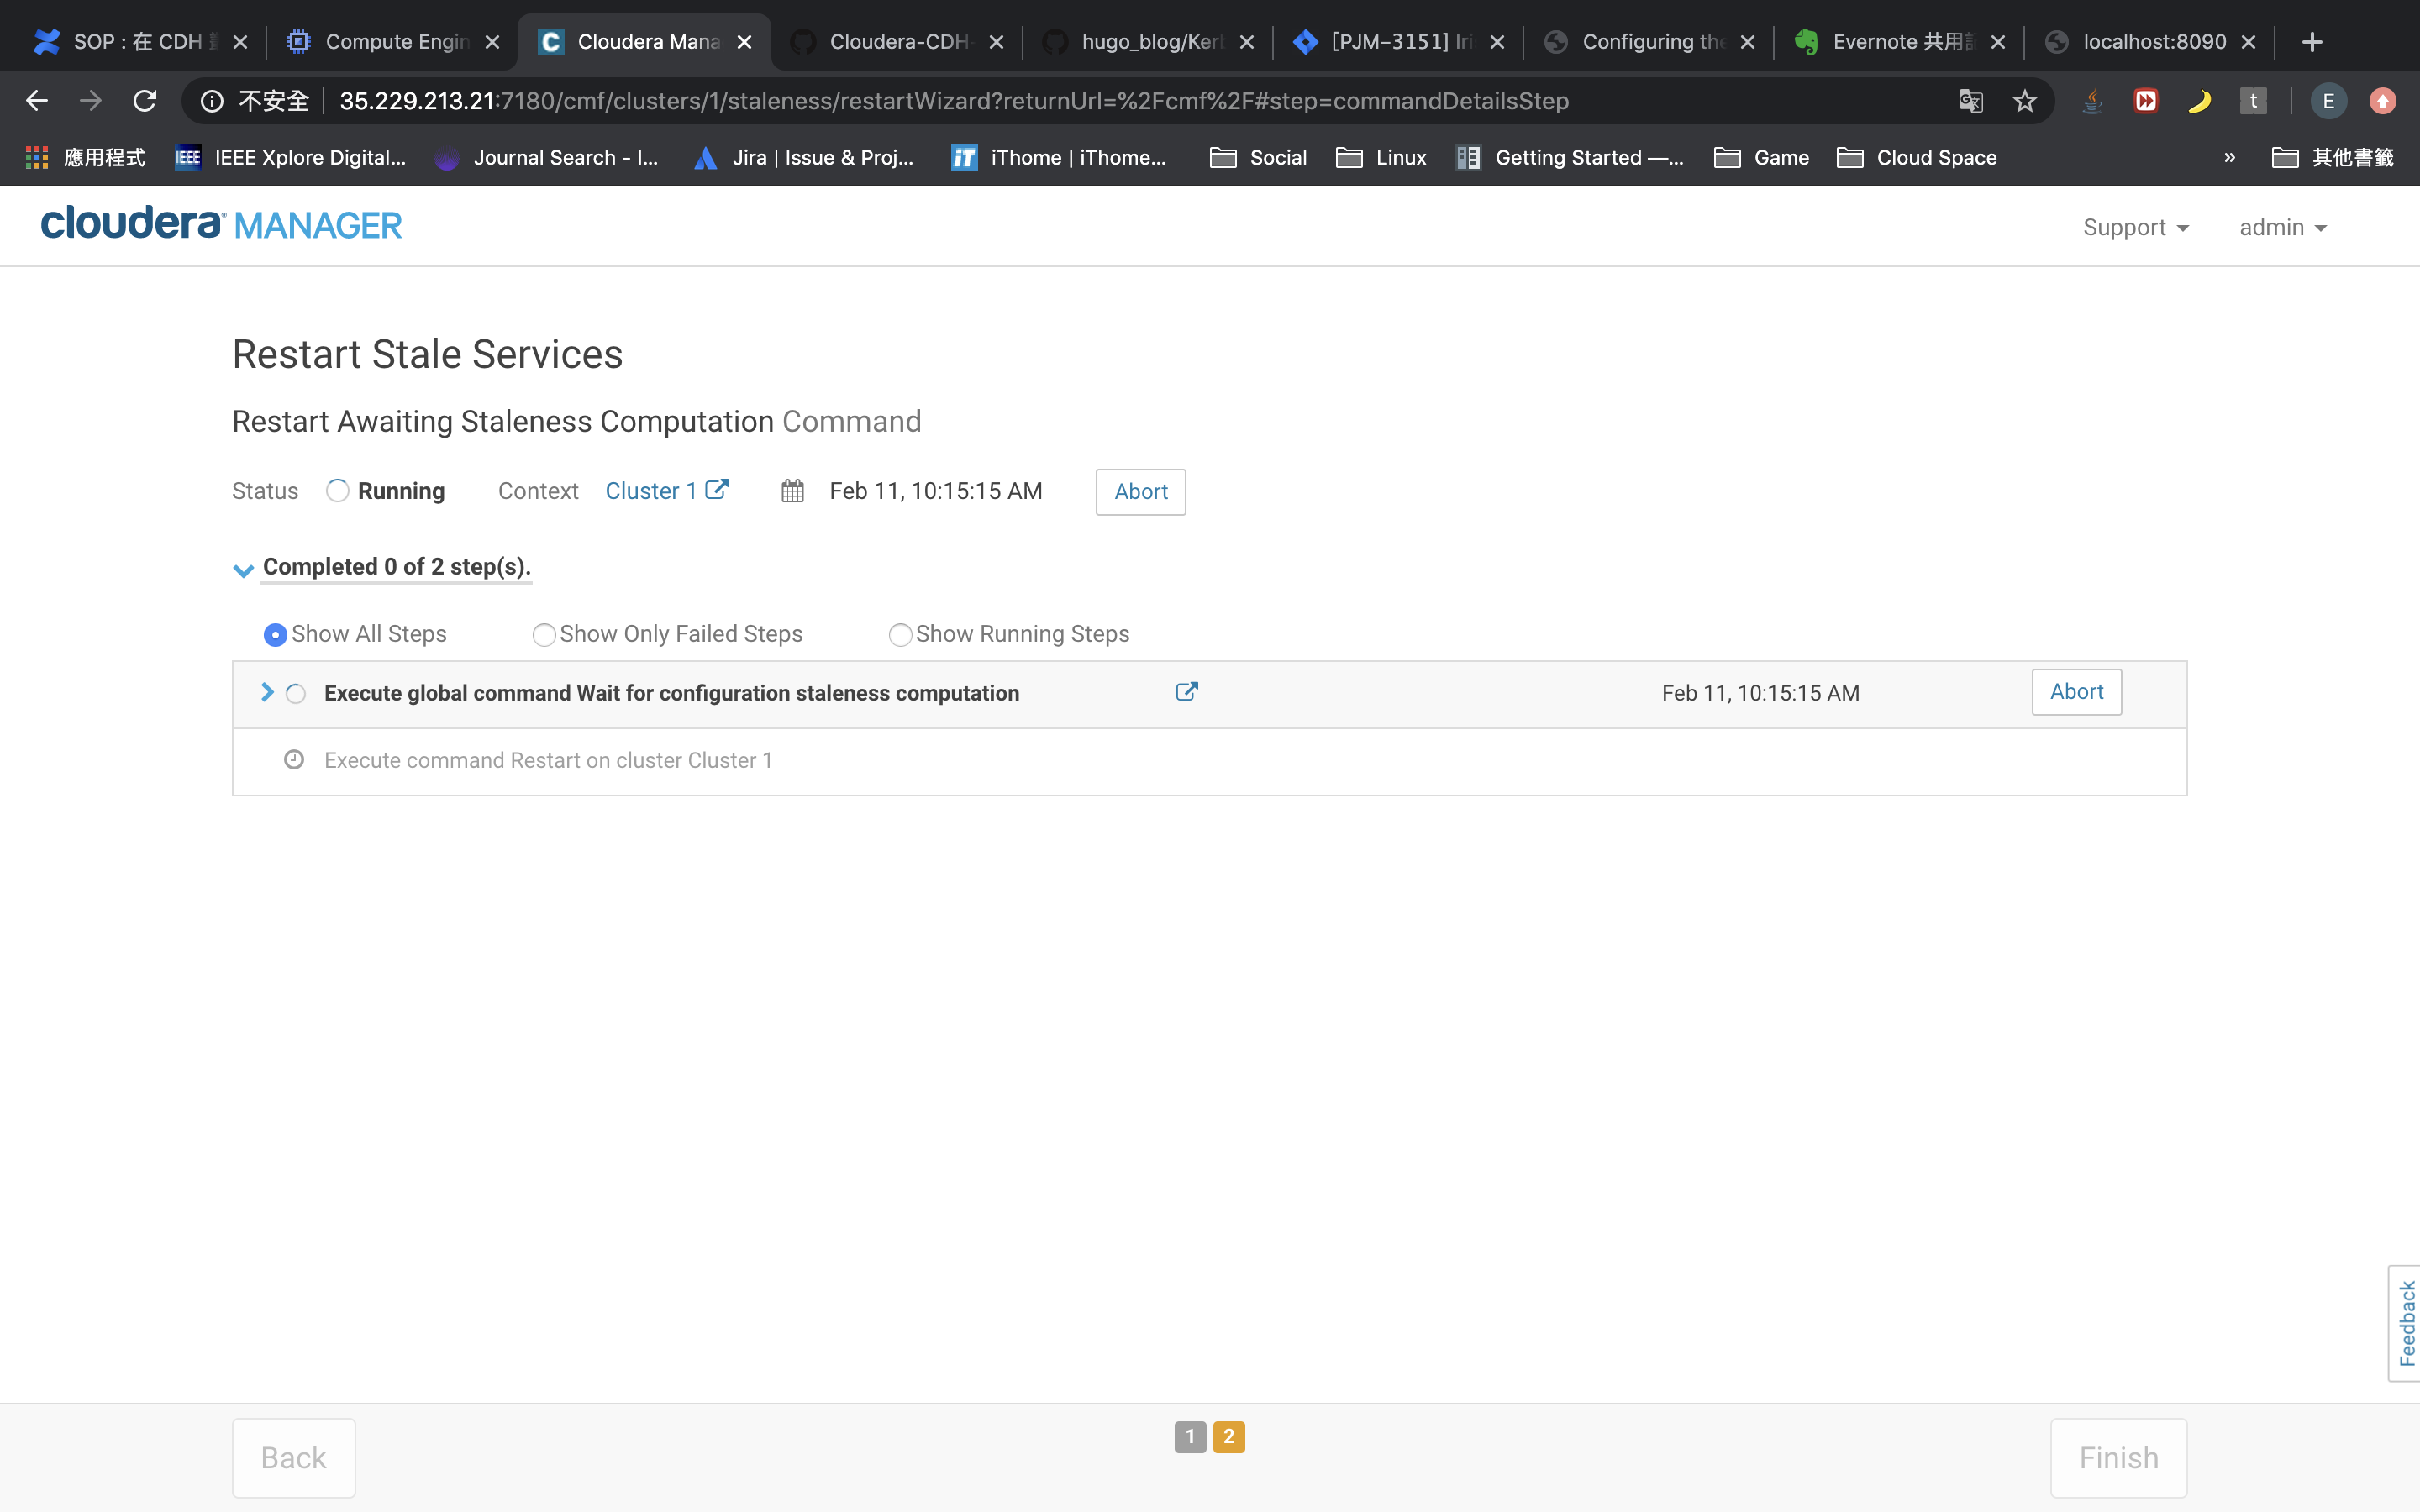 SOP : 在 CDH
Compute Engin
Cloudera Mana
Cloudera-CDH-
hugo_blog/Kerb
[PJM-3151] Iri
Configuring the
Evernote 共用
localhost:8090
不安全
35.229.213.21:7180/cmf/clusters/1/staleness/restartWizard?returnUrl=%2Fcmf%2F#step=commandDetailsStep
t
E
應用程式
IEEE
IEEE Xplore Digital...
Journal Search - I...
Jira | Issue & Proj...
iT
iThome | iThome...
Social
Linux
Getting Started —...
Game
Cloud Space
»
其他書籤
cloudera MANAGER
Support
admin
Restart Stale Services
Restart Awaiting Staleness Computation Command
Status Running Context Cluster 1 Feb 11, 10:15:15 AM Abort
Completed 0 of 2 step(s).
Show All Steps Show Only Failed Steps Show Running Steps
Execute global command Wait for configuration staleness computation Feb 11, 10:15:15 AM Abort
Execute command Restart on cluster Cluster 1
Feedback
Back
1 2
Finish